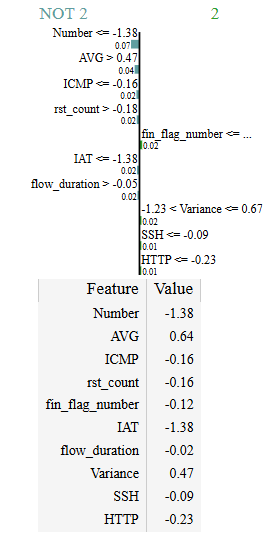 NOT 2 2
Number <= -1.38
0.07
AVG > 0.47
0.04
ICMP <= -0.16
0.02
rst_count > -0.18
0.02
fin_flag_number <= ...
0.02
IAT <= -1.38
0.02
flow_duration > -0.05
0.02
-1.23 < Variance <= 0.67
0.02
SSH <= -0.09
0.01
HTTP <= -0.23
0.01
Feature Value
Number -1.38
AVG 0.64
ICMP -0.16
rst_count -0.16
fin_flag_number -0.12
IAT -1.38
flow_duration -0.02
Variance 0.47
SSH -0.09
HTTP -0.23